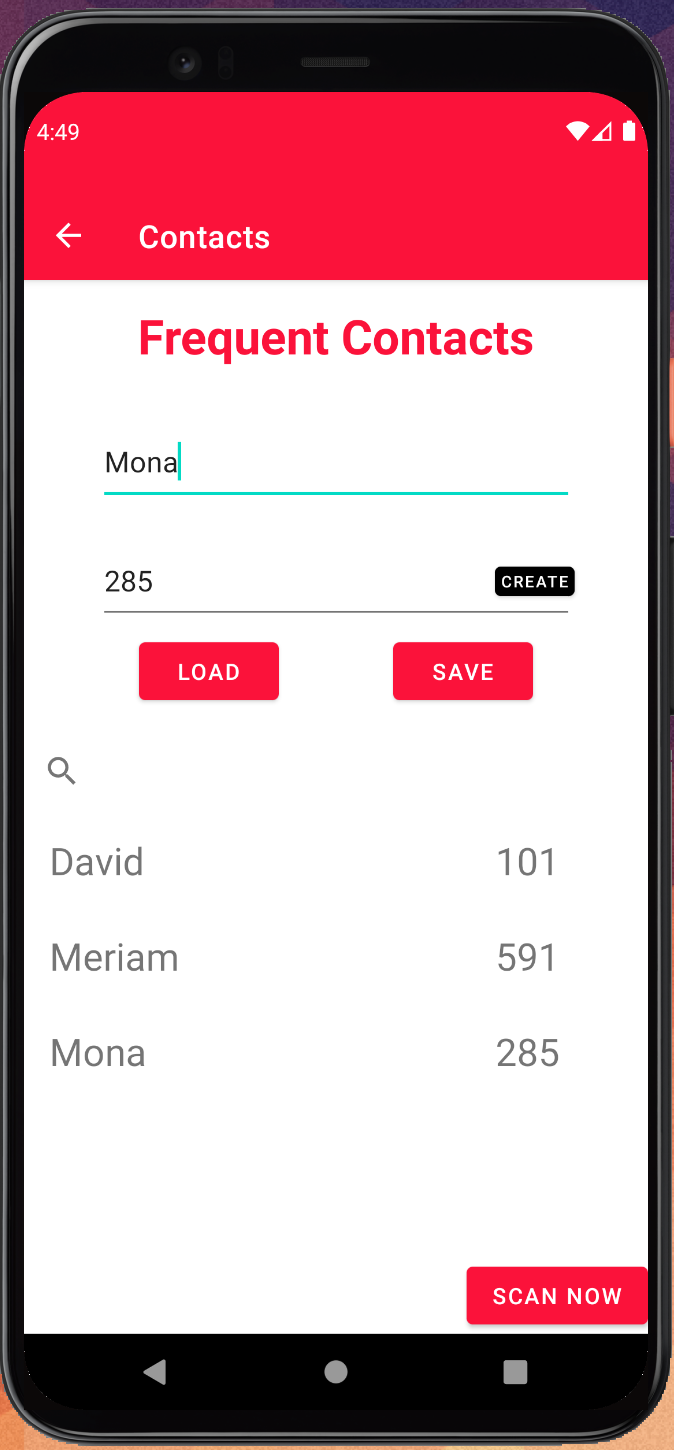 4:49
Contacts
Frequent Contacts
Mona
285 CREATE
LOAD SAVE
David 101
Meriam 591
Mona 285
SCAN NOW